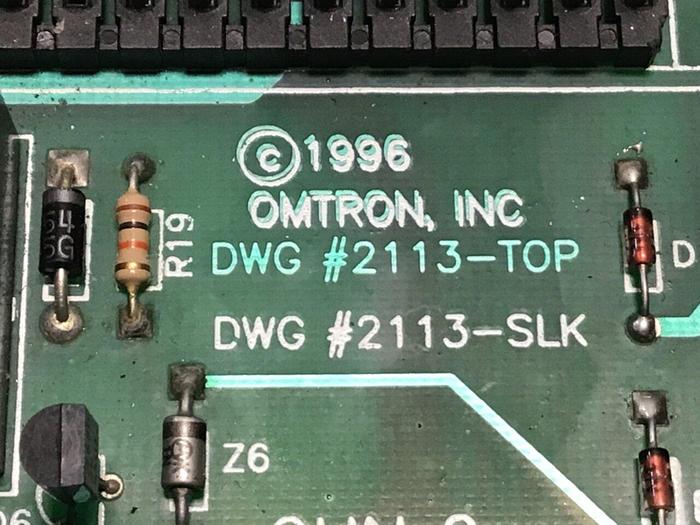 ©1996
OMTRON, INC
DWG #2113-TOP
DWG #2113-SLK
R19
Z6